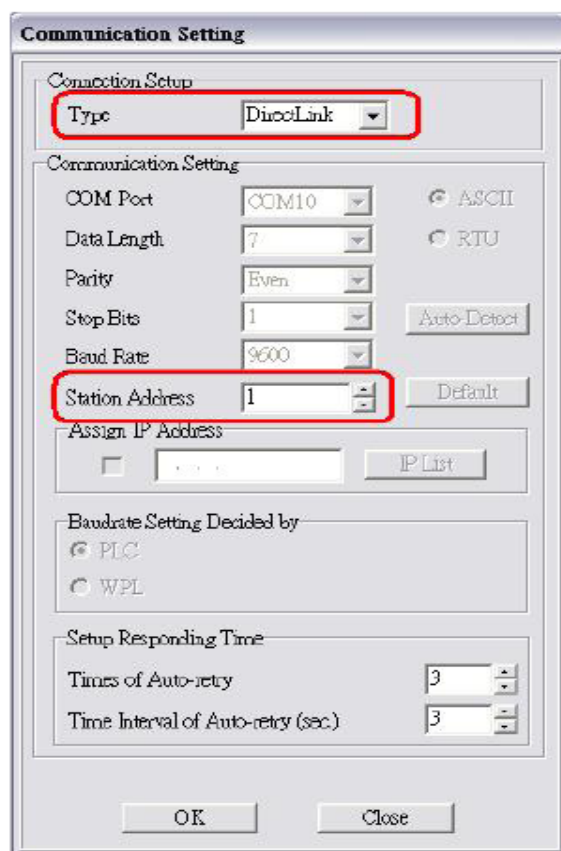 Communication Setting
Connection Setup
Type DirectLink
Communication Setting
COM Port COM10 ASCII
Data Length 7 RTU
Parity Even
Stop Bits 1 Auto-Detect
Baud Rate 9600
Station Address 1 Default
Assign IP Address
. . . IP List
Baudrate Setting Decided by
PLC
WPL
Setup Responding Time
Times of Auto-retry 3
Time Interval of Auto-retry (sec.) 3
OK Close